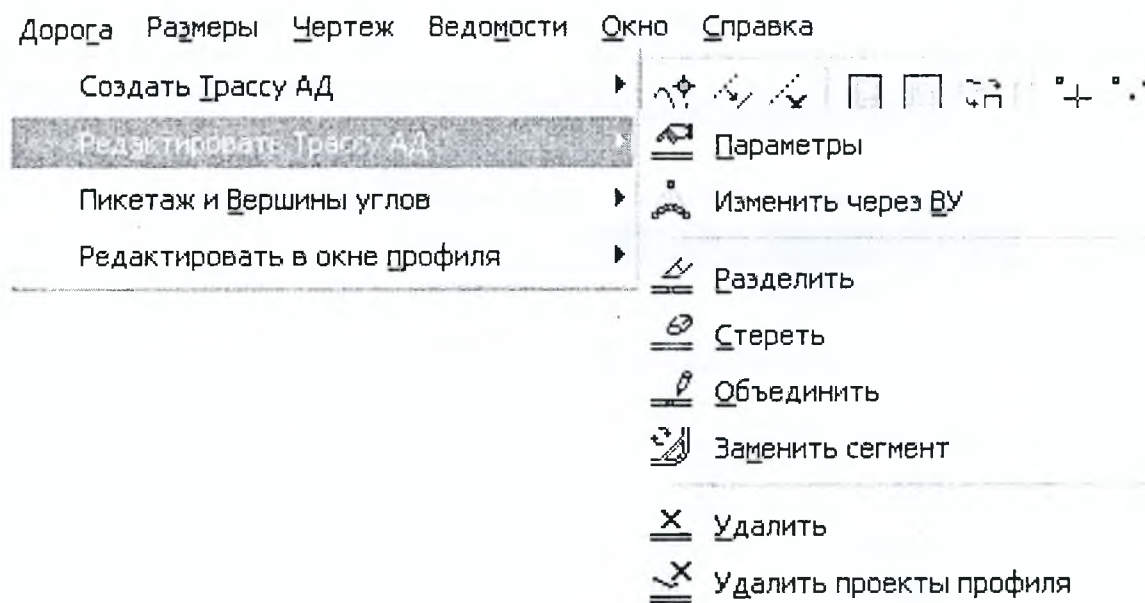 Дорога Размеры Чертеж Ведомости Окно Справка
Создать Трассу АД
Редактировать Трассу АД
Пикетаж и Вершины углов
Редактировать в окне профиля
Параметры
Изменить через ВУ
Разделить
Стереть
Объединить
Заменить сегмент
Удалить
Удалить проекты профиля